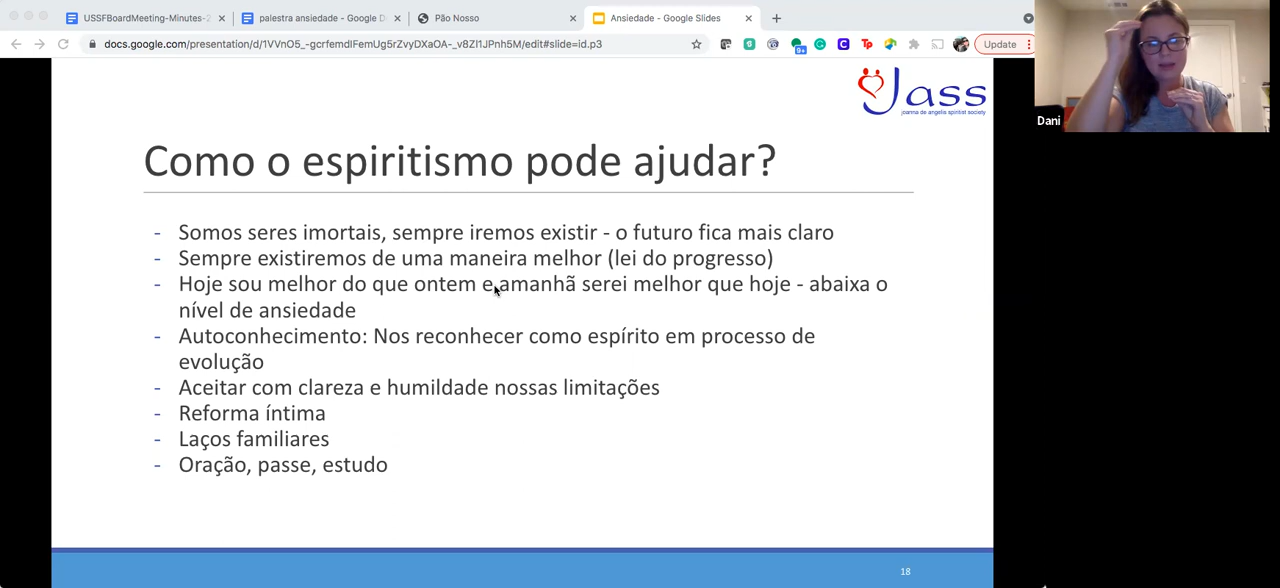 USSFBoardMeeting-Minutes-2
palestra ansiedade - Google D
Pão Nosso
Ansiedade - Google Slides
docs.google.com/presentation/d/1VVnO5_-gcrfemdIFemUg5rZvyDXaOA-_v8ZI1JPnh5M/edit#slide=id.p3
9+
Tp
Update
Dani
Jass
joanna de angelis spiritist society
Como o espiritismo pode ajudar?
- Somos seres imortais, sempre iremos existir - o futuro fica mais claro
- Sempre existiremos de uma maneira melhor (lei do progresso)
- Hoje sou melhor do que ontem e amanhã serei melhor que hoje - abaixa o
nível de ansiedade
- Autoconhecimento: Nos reconhecer como espírito em processo de
evolução
- Aceitar com clareza e humildade nossas limitações
- Reforma íntima
- Laços familiares
- Oração, passe, estudo
18